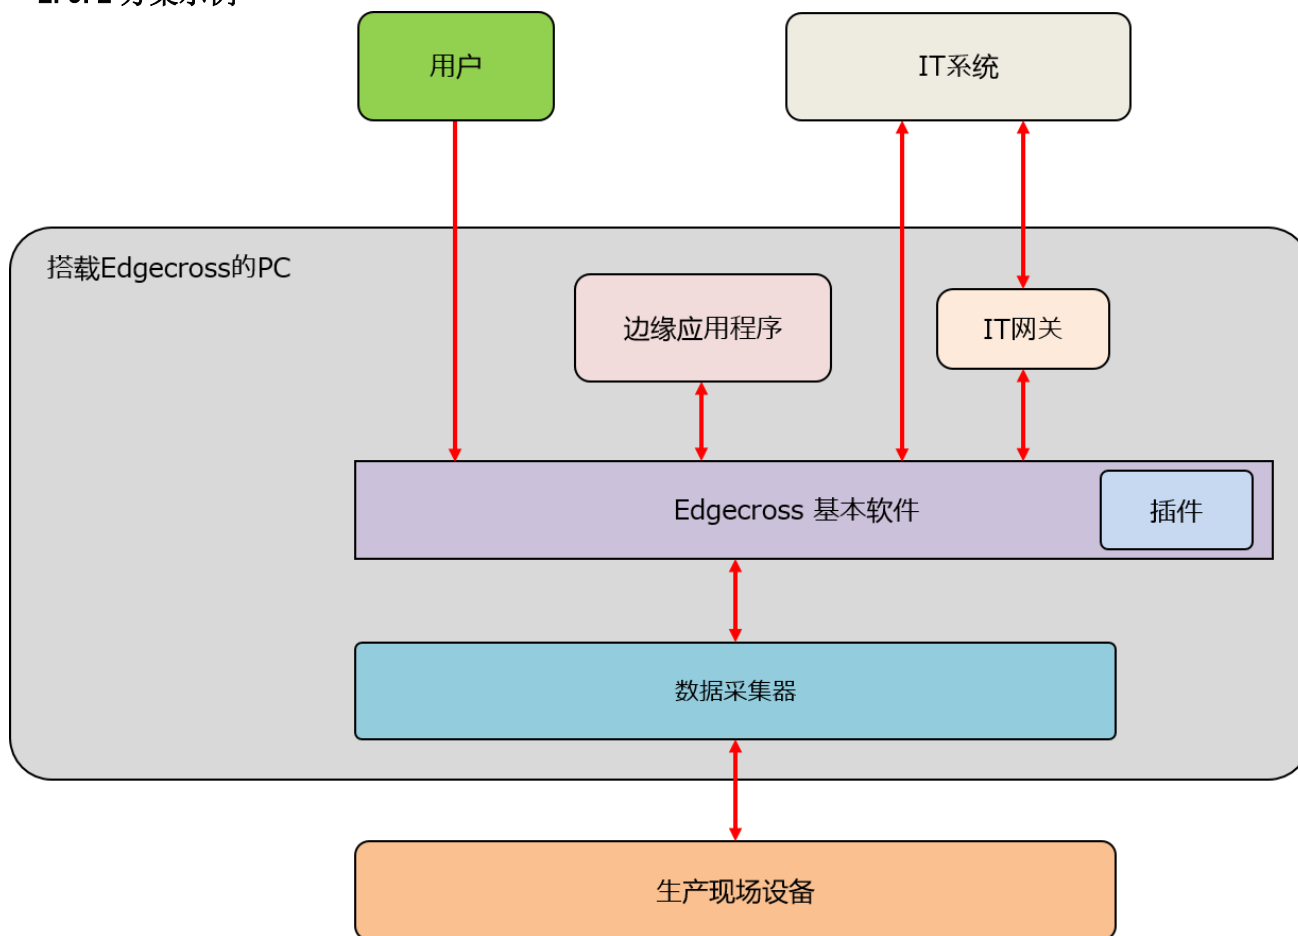 用户
IT系统
搭载Edgecross的PC
边缘应用程序
IT网关
Edgecross 基本软件
插件
数据采集器
生产现场设备